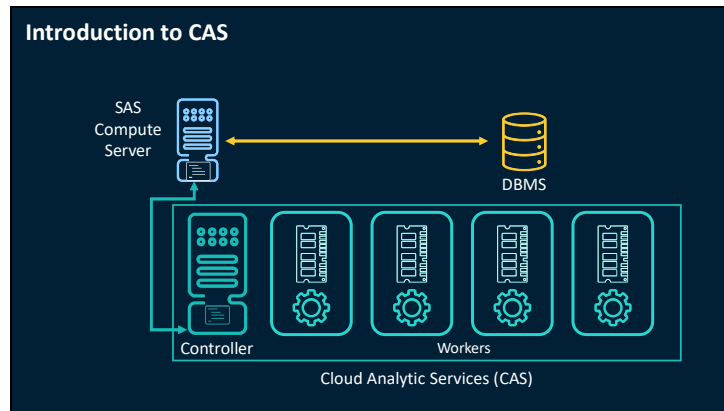 Introduction to CAS
SAS
Compute
Server
DBMS
Controller
Workers
Cloud Analytic Services (CAS)